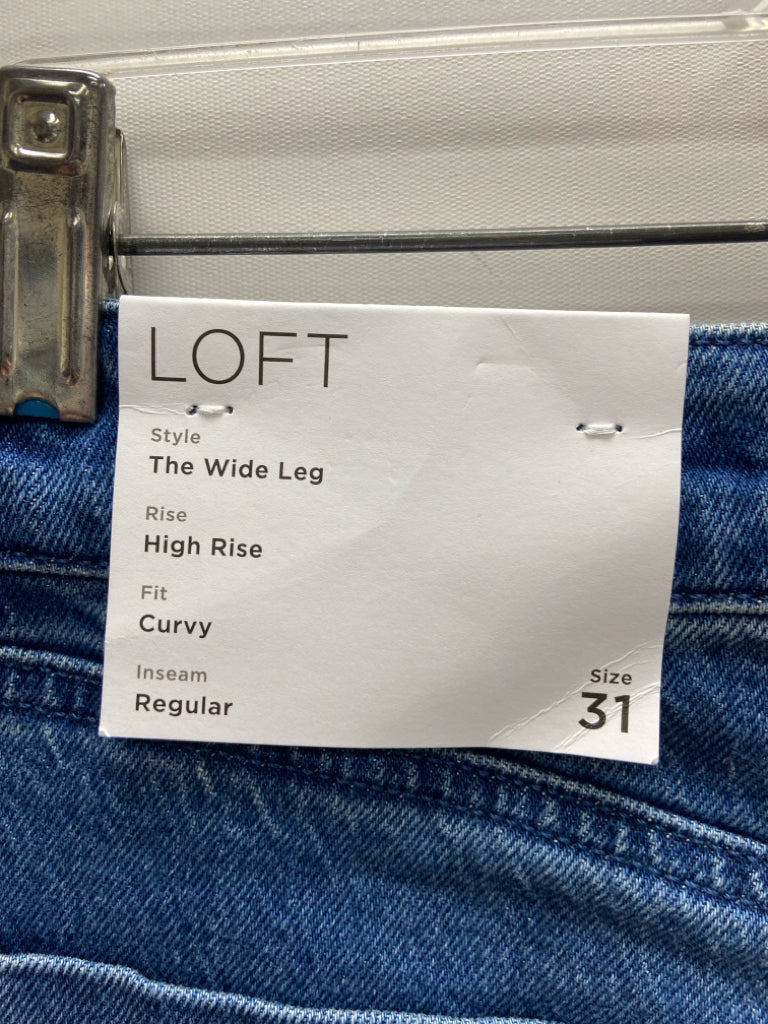 LOFT
Style
The Wide Leg
Rise
High Rise
Fit
Curvy
Inseam
Regular
Size
31